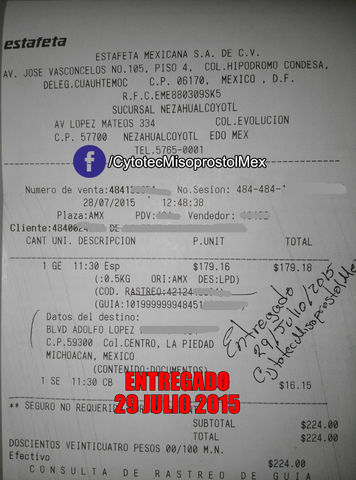 estafeta
ESTAFETA MEXICANA S.A. DE C.V.
AV. JOSE VASCONCELOS NO.105, PISO 4, COL.HIPODROMO CONDESA,
DELEG.CUAUHTEMOC C.P. 06170, MEXICO , D.F.
R.F.C.EME880309SK5
SUCURSAL NEZAHUALCOYOTL
AV LOPEZ MATEOS 334 COL.EVOLUCION
C.P. 57700 NEZAHUALCOYOTL EDO MEX
TEL.5765-0001
f /CytotecMisoprostolMex
Numero de venta: No.Sesion: 484-484-
28/07/2015 12:48:38
Plaza:AMX PDV: Vendedor:
Cliente: DE
CANT UNI. DESCRIPCION P.UNIT TOTAL
1 GE 11:30 Esp $179.16 $179.18
(:0.5KG ORI:AMX DES:LPD)
(COD. RASTREO:
(GUIA:
Datos del destino:
BLVD ADOLFO LOPEZ
C.P.59300 Col.CENTRO, LA PIEDAD
MICHOACAN, MEXICO
(CONTENIDO:DOCUMENTOS)
1 SE 11:30 CB $16.15
Entregado
29/Julio/2015
CytotecMisoprostolMex
ENTREGADO
29 JULIO 2015
** SEGURO NO REQUERIDO
SUBTOTAL $224.00
TOTAL $224.00
DOSCIENTOS VEINTICUATRO PESOS 00/100 M.N.
Efectivo $224.00
CONSULTA DE RASTREO DE GUIA